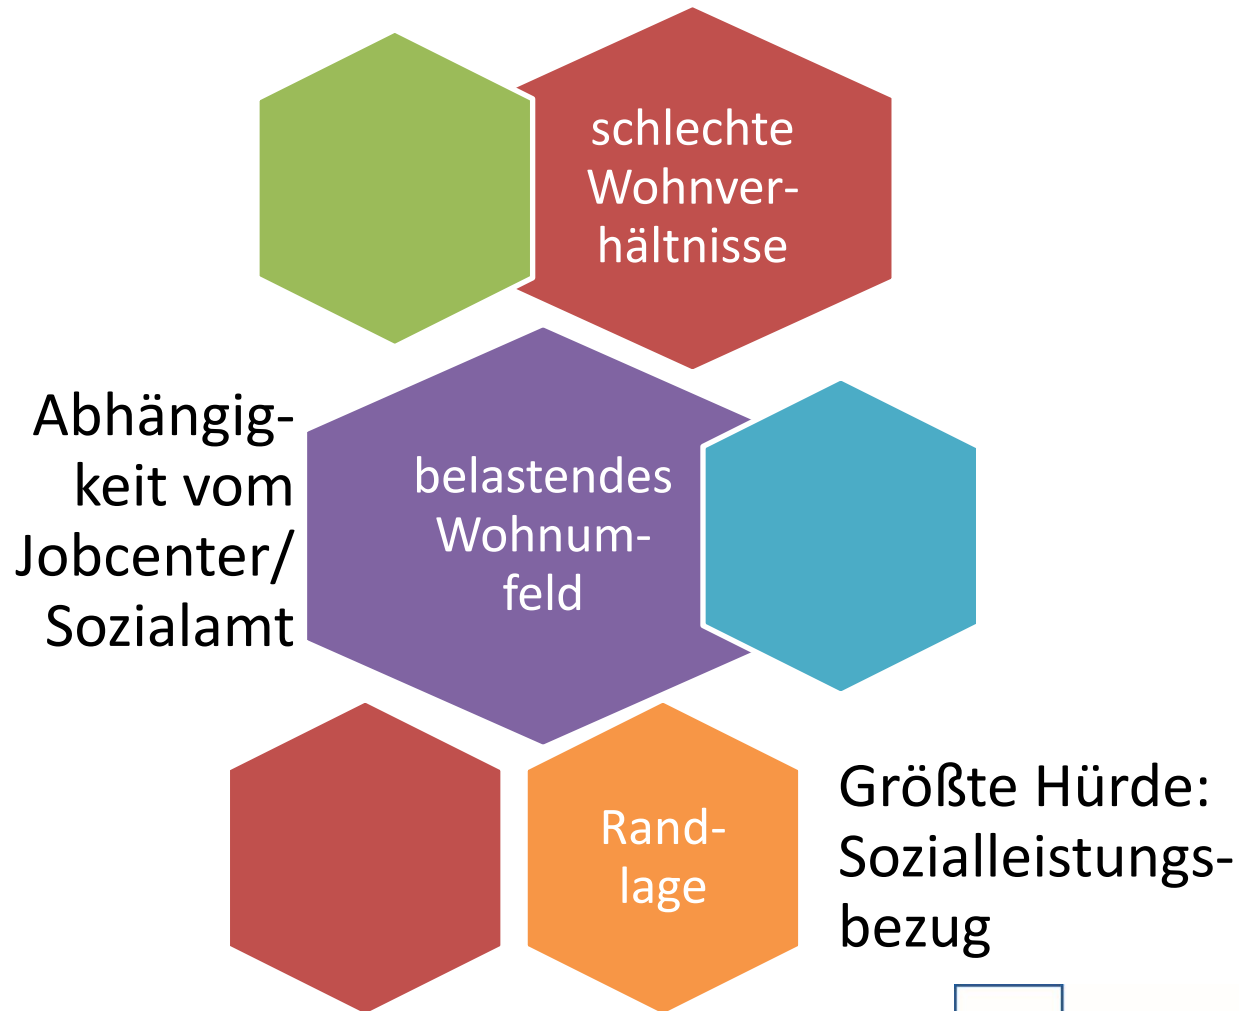 schlechte
Wohnver-
hältnisse
Abhängig-
keit vom
Jobcenter/
Sozialamt
belastendes
Wohnum-
feld
Rand-
lage
Größte Hürde:
Sozialleistungs-
bezug